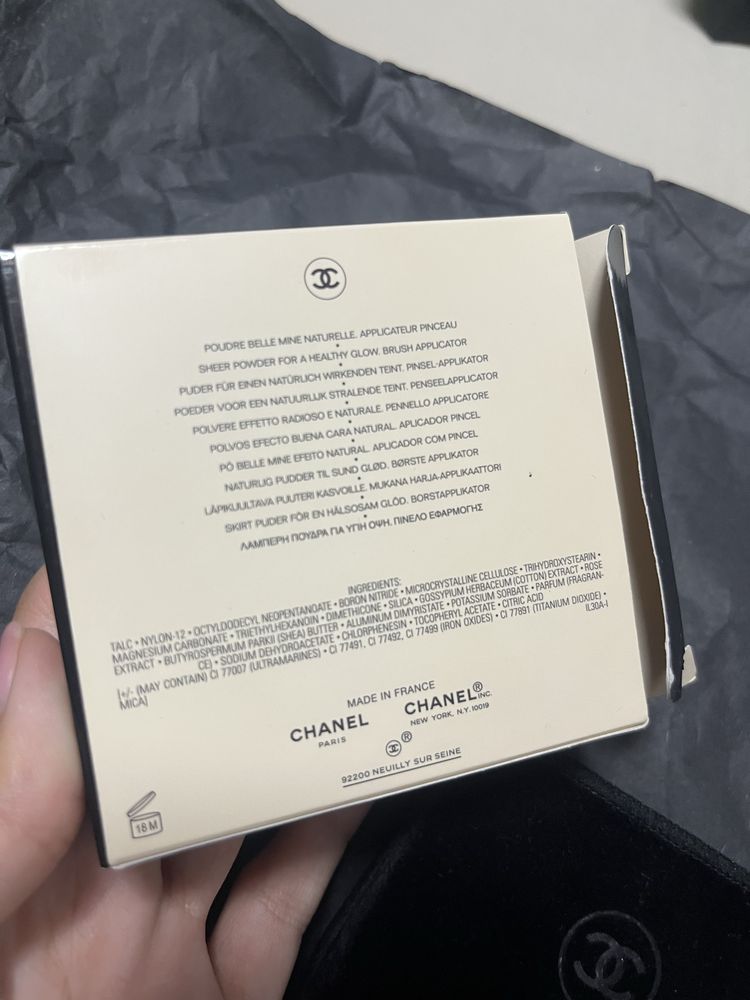 POUDRE BELLE MINE NATURELLE. APPLICATEUR PINCEAU
•
SHEER POWDER FOR A HEALTHY GLOW. BRUSH APPLICATOR
•
PUDER FÜR EINEN NATÜRLICH WIRKENDEN TEINT. PINSEL-APPLIKATOR
•
POEDER VOOR EEN NATUURLIJK STRALENDE TEINT. PENSEELAPPLICATOR
•
POLVERE EFFETTO RADIOSO E NATURALE. PENNELLO APPLICATORE
•
POLVOS EFECTO BUENA CARA NATURAL. APLICADOR PINCEL
•
PÓ BELLE MINE EFEITO NATURAL. APLICADOR COM PINCEL
•
NATURLIG PUDDER TIL SUND GLØD. BØRSTE APPLIKATOR
•
LÄPIKUULTAVA PUUTERI KASVOILLE. MUKANA HARJA-APPLIKAATTORI
•
SKIRT PUDER FÖR EN HÄLSOSAM GLÖD. BORSTAPPLIKATOR
•
ΛΑΜΠΕΡΗ ΠΟΥΔΡΑ ΓΙΑ ΥΓΙΗ ΟΨΗ. ΠΙΝΕΛΟ ΕΦΑΡΜΟΓΗΣ
INGREDIENTS:
TALC • NYLON-12 • OCTYLDODECYL NEOPENTANOATE • BORON NITRIDE • MICROCRYSTALLINE CELLULOSE • TRIHYDROXYSTEARIN •
MAGNESIUM CARBONATE • TRIETHYLHEXANOIN • DIMETHICONE • SILICA • GOSSYPIUM HERBACEUM (COTTON) EXTRACT • ROSE
EXTRACT • BUTYROSPERMUM PARKII (SHEA) BUTTER • ALUMINUM DIMYRISTATE • POTASSIUM SORBATE • PARFUM (FRAGRAN-
CE) • SODIUM DEHYDROACETATE • CHLORPHENESIN • TOCOPHERYL ACETATE • CITRIC ACID
[+/- (MAY CONTAIN) CI 77007 (ULTRAMARINES) • CI 77491, CI 77492, CI 77499 (IRON OXIDES) • CI 77891 (TITANIUM DIOXIDE) •
MICA] IL30A-I
MADE IN FRANCE
CHANEL CHANEL® INC.
PARIS NEW YORK, N.Y. 10019
®
92200 NEUILLY SUR SEINE
18 M